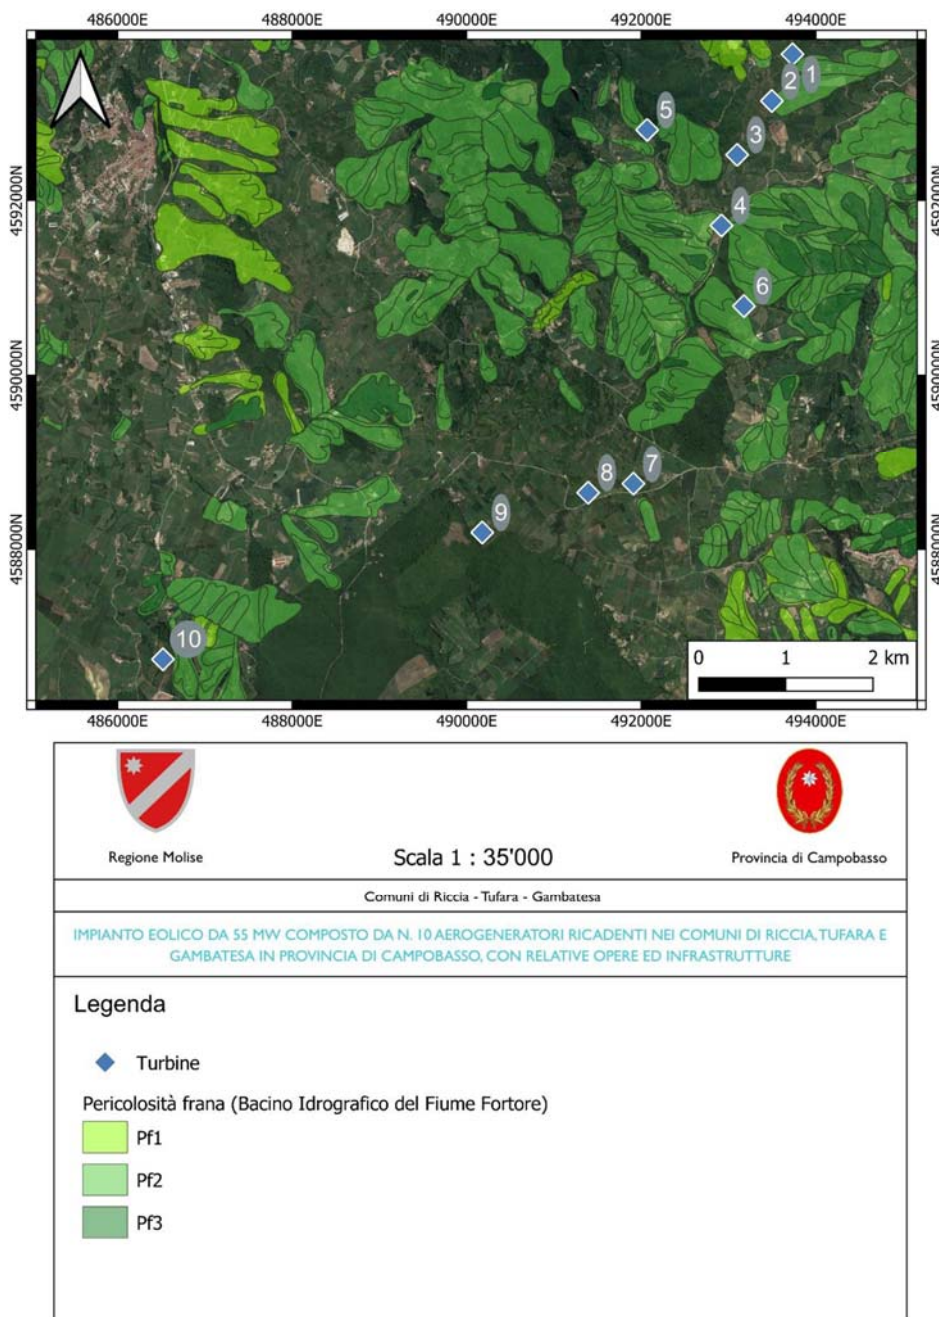 486000E 488000E 490000E 492000E 494000E
4592000N 4592000N
4590000N 4590000N
4588000N 4588000N
1
2
5
3
4
6
7
8
9
10
0 1 2 km
486000E 488000E 490000E 492000E 494000E
Regione Molise
Scala 1 : 35'000
Provincia di Campobasso
Comuni di Riccia - Tufara - Gambatesa
IMPIANTO EOLICO DA 55 MW COMPOSTO DA N. 10 AEROGENERATORI RICADENTI NEI COMUNI DI RICCIA, TUFARA E
GAMBATESA IN PROVINCIA DI CAMPOBASSO, CON RELATIVE OPERE ED INFRASTRUTTURE
Legenda
Turbine
Pericolosità frana (Bacino Idrografico del Fiume Fortore)
Pf1
Pf2
Pf3